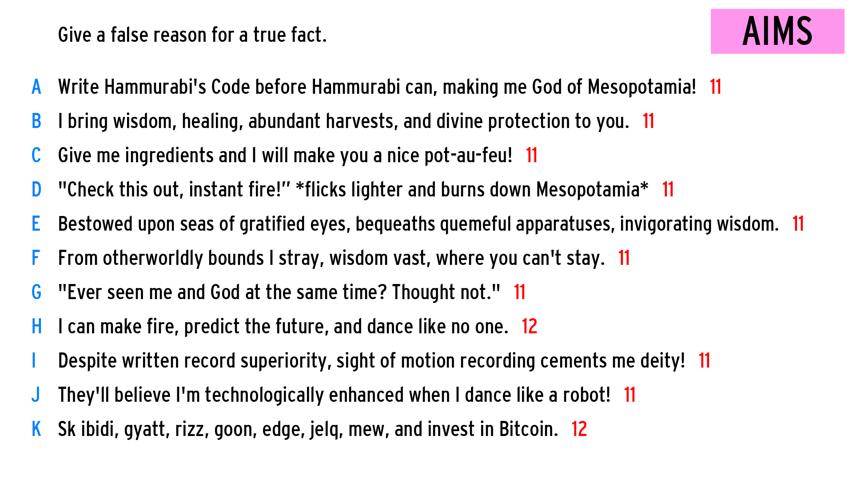 Give a false reason for a true fact.
AIMS
A Write Hammurabi's Code before Hammurabi can, making me God of Mesopotamia! 11
B I bring wisdom, healing, abundant harvests, and divine protection to you. 11
C Give me ingredients and I will make you a nice pot-au-feu! 11
D "Check this out, instant fire!” *flicks lighter and burns down Mesopotamia* 11
E Bestowed upon seas of gratified eyes, bequeaths quemeful apparatuses, invigorating wisdom. 11
F From otherworldly bounds I stray, wisdom vast, where you can't stay. 11
G "Ever seen me and God at the same time? Thought not." 11
H I can make fire, predict the future, and dance like no one. 12
I Despite written record superiority, sight of motion recording cements me deity! 11
J They'll believe I'm technologically enhanced when I dance like a robot! 11
K Sk ibidi, gyatt, rizz, goon, edge, jelq, mew, and invest in Bitcoin. 12